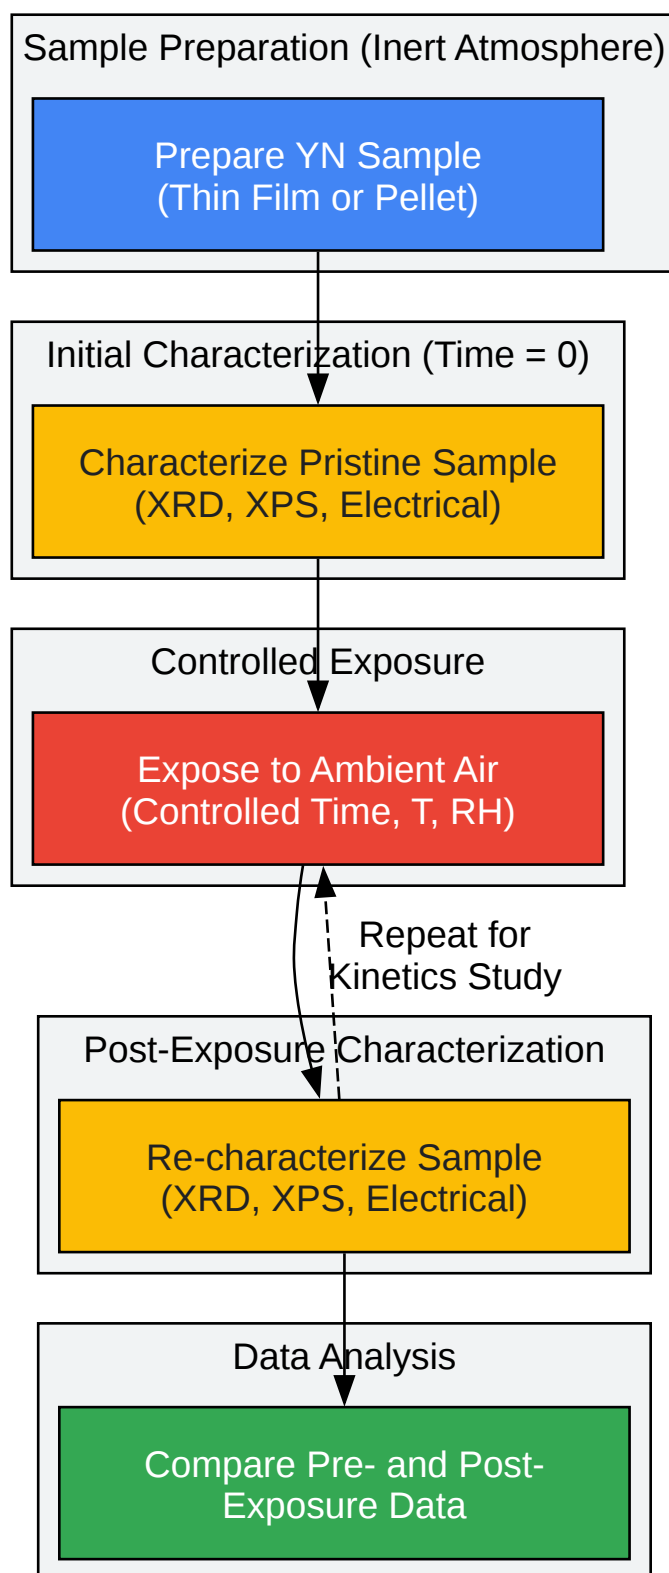 Sample Preparation (Inert Atmosphere)
Prepare YN Sample
(Thin Film or Pellet)
Initial Characterization (Time = 0)
Characterize Pristine Sample
(XRD, XPS, Electrical)
Controlled Exposure
Expose to Ambient Air
(Controlled Time, T, RH)
Repeat for
Kinetics Study
Post-Exposure Characterization
Re-characterize Sample
(XRD, XPS, Electrical)
Data Analysis
Compare Pre- and Post-
Exposure Data